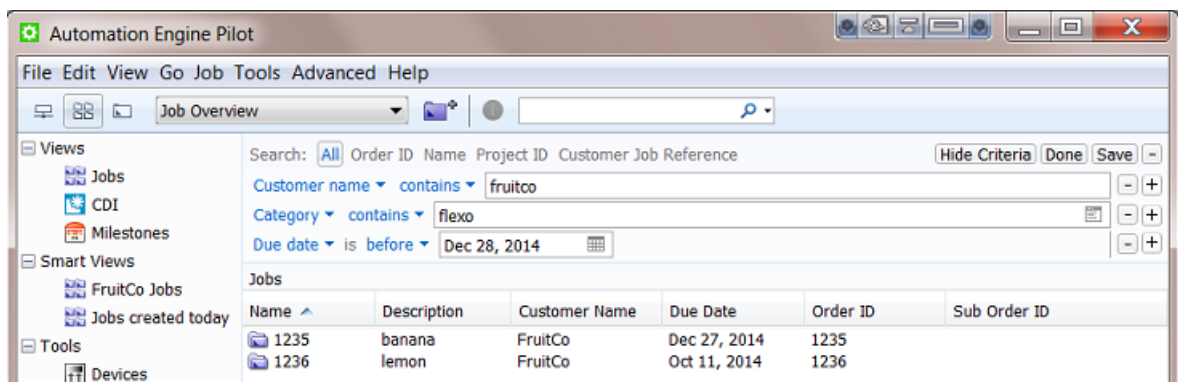 Automation Engine Pilot
File Edit View Go Job Tools Advanced Help
Job Overview
Views
Jobs
CDI
Milestones
Smart Views
FruitCo Jobs
Jobs created today
Tools
Devices
Search: All Order ID Name Project ID Customer Job Reference Hide Criteria Done Save -
Customer name contains fruitco - +
Category contains flexo - +
Due date is before Dec 28, 2014 - +
Jobs
Name Description Customer Name Due Date Order ID Sub Order ID
1235 banana FruitCo Dec 27, 2014 1235
1236 lemon FruitCo Oct 11, 2014 1236